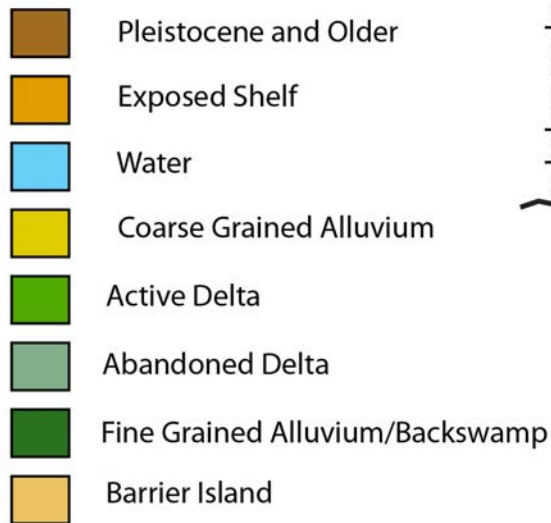 Pleistocene and Older
Exposed Shelf
Water
Coarse Grained Alluvium
Active Delta
Abandoned Delta
Fine Grained Alluvium/Backswamp
Barrier Island